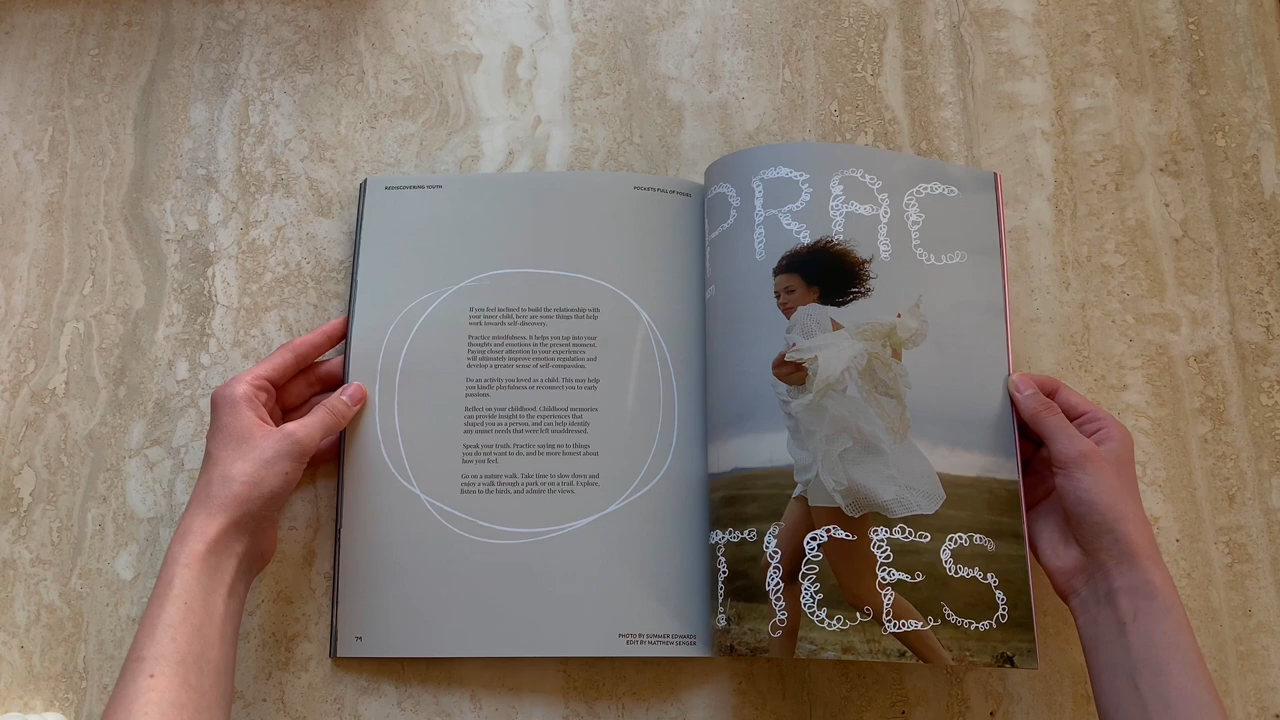 REDISCOVERING YOUTH
POCKETS FULL OF POSIES
If you feel inclined to build the relationship with
your inner child, here are some things that help
work towards self-discovery.
Practice mindfulness. It helps you tap into your
thoughts and emotions in the present moment.
Paying closer attention to your experiences
will ultimately improve emotion regulation and
develop a greater sense of self-compassion.
Do an activity you loved as a child. This may help
you kindle playfulness or reconnect you to early
passions.
Reflect on your childhood. Childhood memories
can provide insight to the experiences that
shaped you as a person, and can help identify
any unmet needs that were left unaddressed.
Speak your truth. Practice saying no to things
you do not want to do, and be more honest about
how you feel.
Go on a nature walk. Take time to slow down and
enjoy a walk through a park or on a trail. Explore,
listen to the birds, and admire the views.
PHOTO BY SUMMER EDWARDS
EDIT BY MATTHEW SENGER
PRAC
TICES